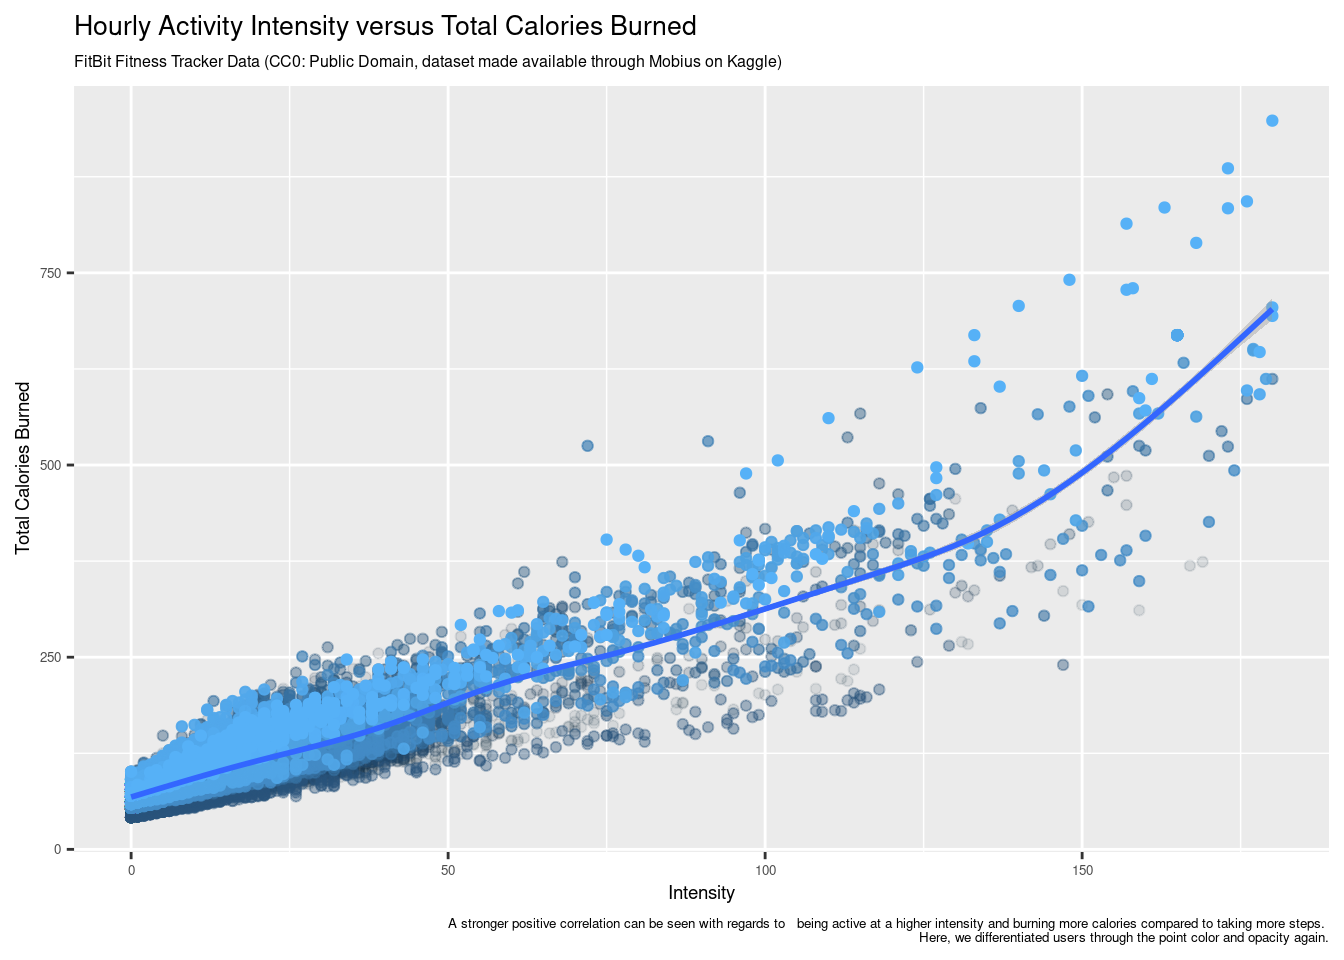 Hourly Activity Intensity versus Total Calories Burned
FitBit Fitness Tracker Data (CC0: Public Domain, dataset made available through Mobius on Kaggle)
Total Calories Burned
750
500
250
0
0
50
100
150
Intensity
A stronger positive correlation can be seen with regards to   being active at a higher intensity and burning more calories compared to taking more steps.
Here, we differentiated users through the point color and opacity again.